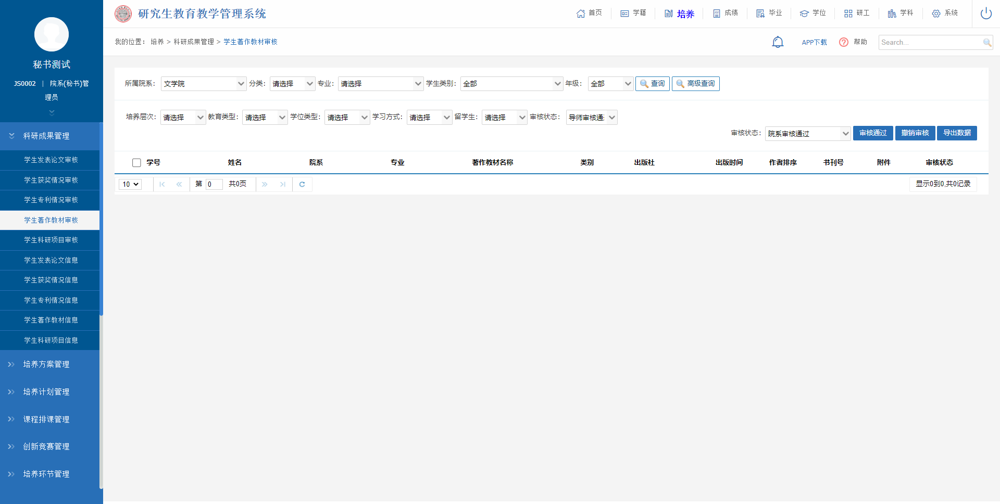 研究生教育教学管理系统
首页 学籍 培养 成绩 毕业 学位 研工 学科 系统
我的位置： 培养 > 科研成果管理 > 学生著作教材审核
APP下载 帮助 Search...
秘书测试
JS0002 | 院系(秘书)管
理员
科研成果管理
学生发表论文审核
学生获奖情况审核
学生专利情况审核
学生著作教材审核
学生科研项目审核
学生发表论文信息
学生获奖情况信息
学生专利情况信息
学生著作教材信息
学生科研项目信息
培养方案管理
培养计划管理
课程排课管理
创新竞赛管理
培养环节管理
所属院系： 文学院 分类： 请选择 专业： 请选择 学生类别： 全部 年级： 全部 查询 高级查询
培养层次： 请选择 教育类型： 请选择 学位类型： 请选择 学习方式： 请选择 留学生： 请选择 审核状态： 导师审核通
审核状态： 院系审核通过 审核通过 撤销审核 导出数据
学号 姓名 院系 专业 著作教材名称 类别 出版社 出版时间 作者排序 书刊号 附件 审核状态
10 第 0 共0页 显示0到0,共0记录